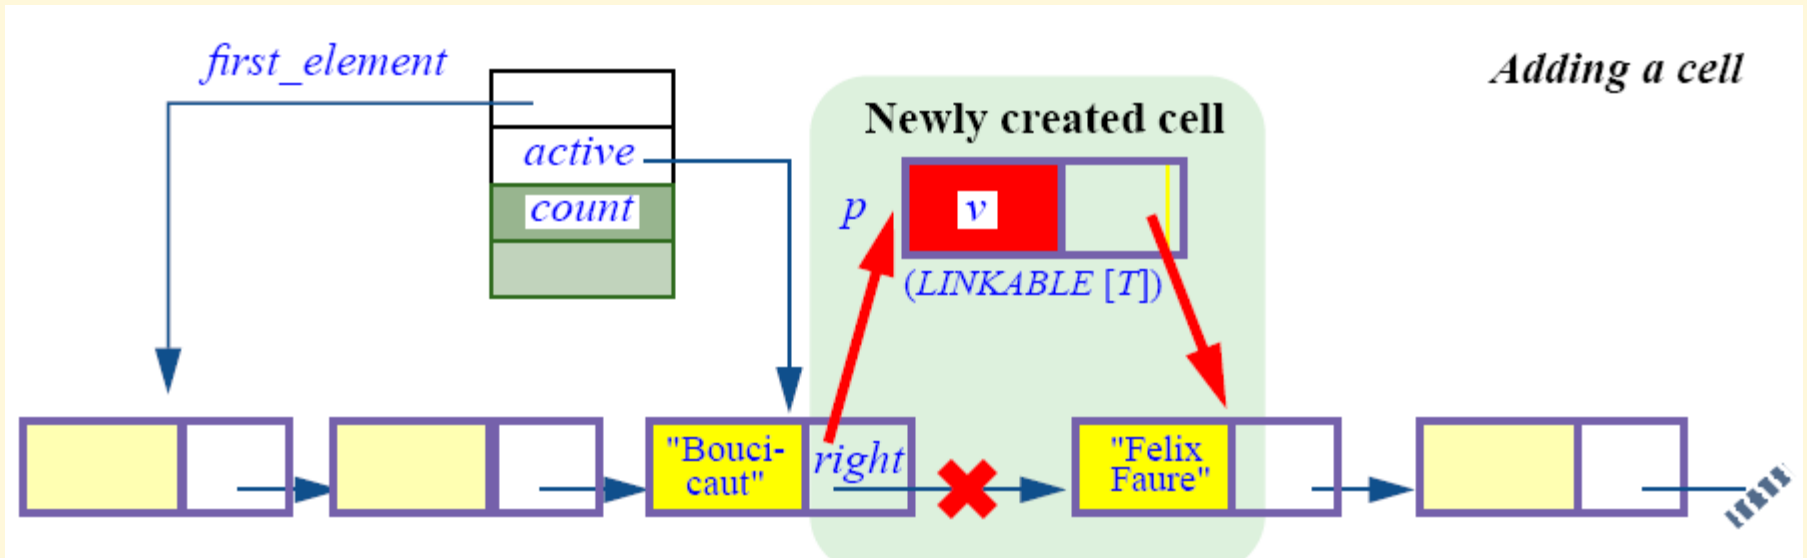 first_element
Adding a cell
Newly created cell
active
count
p
v
(LINKABLE [T])
"Bouci-
caut"
right
"Felix
Faure"